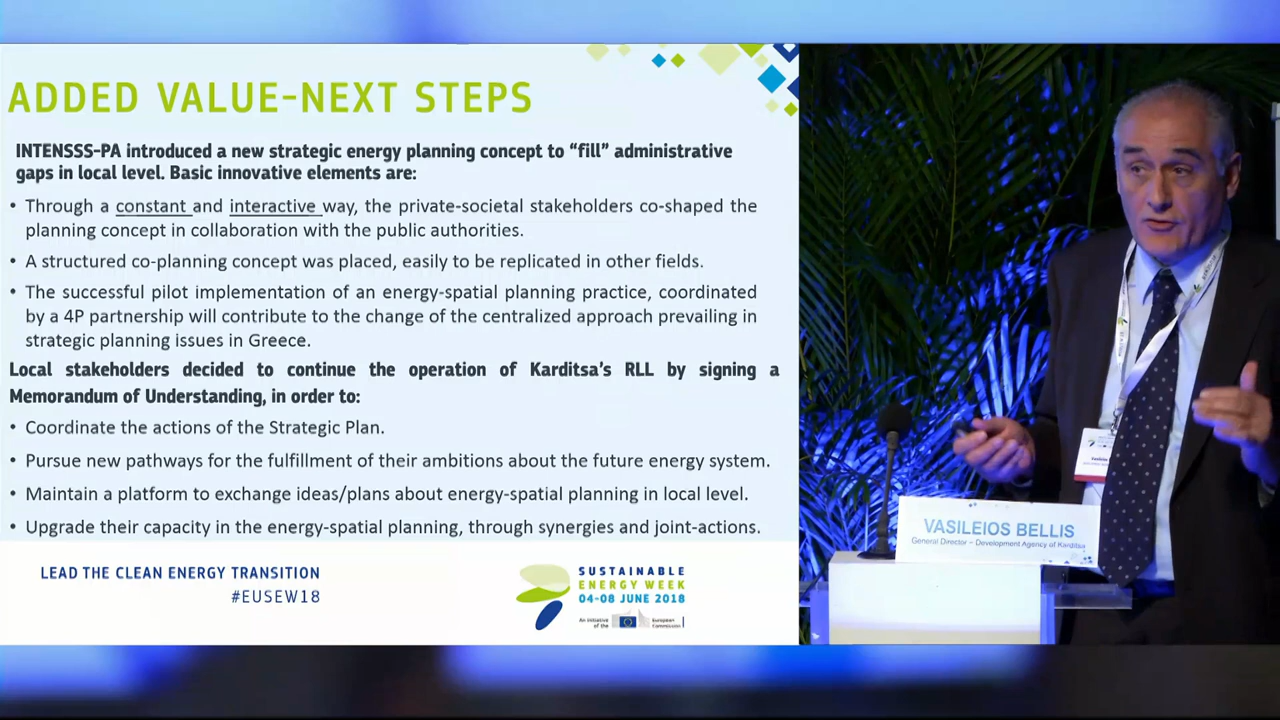 ADDED VALUE-NEXT STEPS
INTENSSS-PA introduced a new strategic energy planning concept to “fill” administrative
gaps in local level. Basic innovative elements are:
• Through a constant and interactive way, the private-societal stakeholders co-shaped the
planning concept in collaboration with the public authorities.
• A structured co-planning concept was placed, easily to be replicated in other fields.
• The successful pilot implementation of an energy-spatial planning practice, coordinated
by a 4P partnership will contribute to the change of the centralized approach prevailing in
strategic planning issues in Greece.
Local stakeholders decided to continue the operation of Karditsa’s RLL by signing a
Memorandum of Understanding, in order to:
• Coordinate the actions of the Strategic Plan.
• Pursue new pathways for the fulfillment of their ambitions about the future energy system.
• Maintain a platform to exchange ideas/plans about energy-spatial planning in local level.
• Upgrade their capacity in the energy-spatial planning, through synergies and joint-actions.
LEAD THE CLEAN ENERGY TRANSITION
#EUSEW18
SUSTAINABLE
ENERGY WEEK
04-08 JUNE 2018
An initiative
of the
European
Commission
VASILEIOS BELLIS
General Director – Development Agency of Karditsa